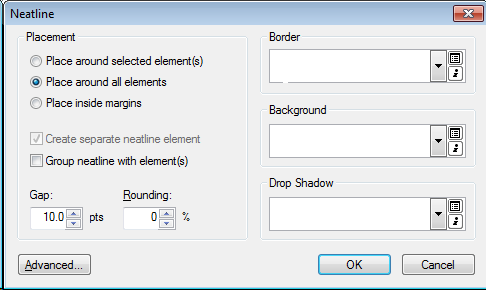 Neatline
Placement
Place around selected element(s)
Place around all elements
Place inside margins
Create separate neatline element
Group neatline with element(s)
Gap:
Rounding:
10.0 pts
0 %
Border
Background
Drop Shadow
Advanced...
OK
Cancel